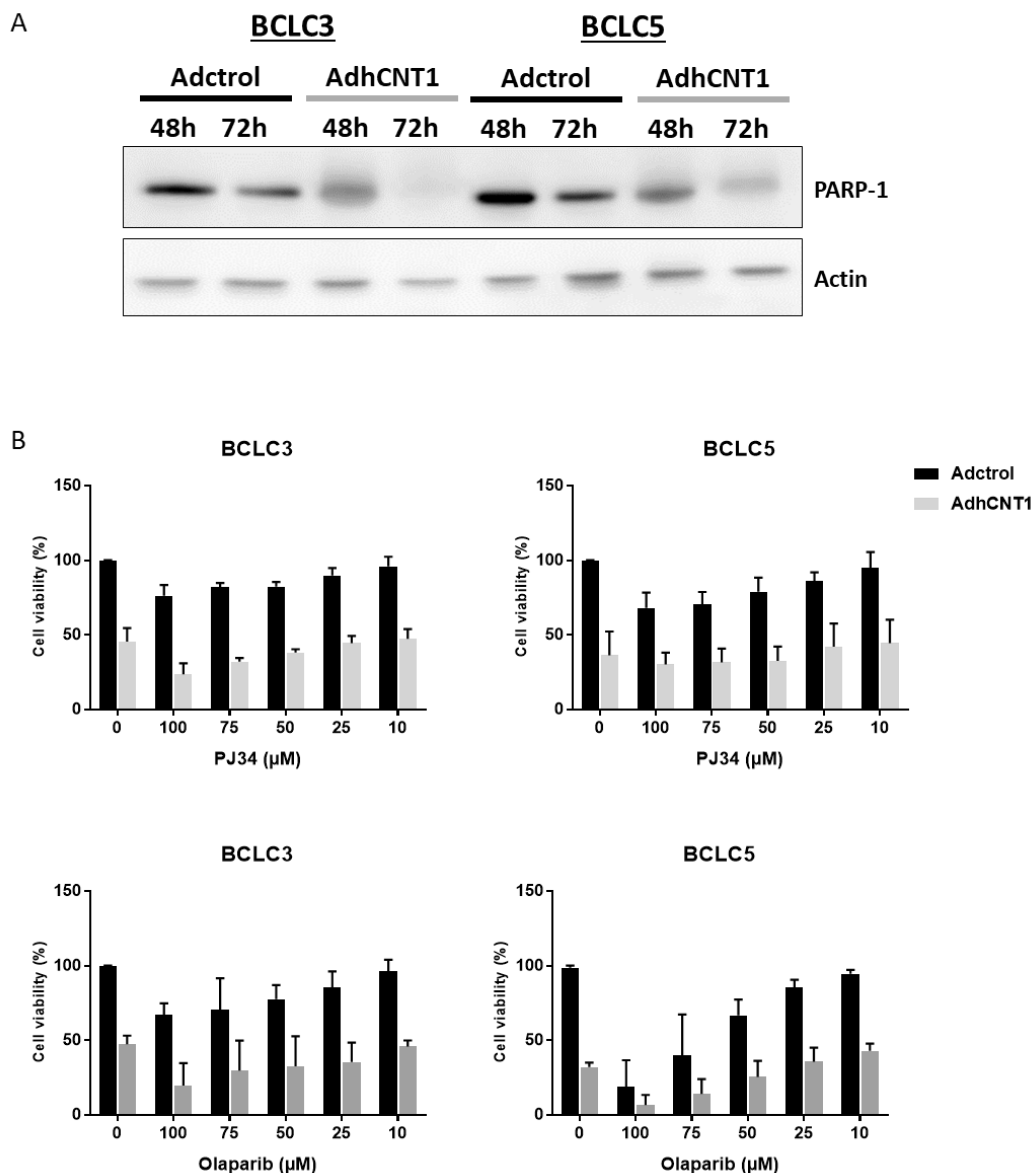 A
BCLC3 BCLC5
Adctrol AdhCNT1 Adctrol AdhCNT1
48h 72h 48h 72h 48h 72h 48h 72h
PARP-1
Actin
B
BCLC3
150
100
50
0
Cell viability (%)
0 100 75 50 25 10
PJ34 (µM)
BCLC5
150
100
50
0
Cell viability (%)
0 100 75 50 25 10
PJ34 (µM)
Adctrol
AdhCNT1
BCLC3
150
100
50
0
Cell viability (%)
0 100 75 50 25 10
Olaparib (µM)
BCLC5
150
100
50
0
Cell viability (%)
0 100 75 50 25 10
Olaparib (µM)